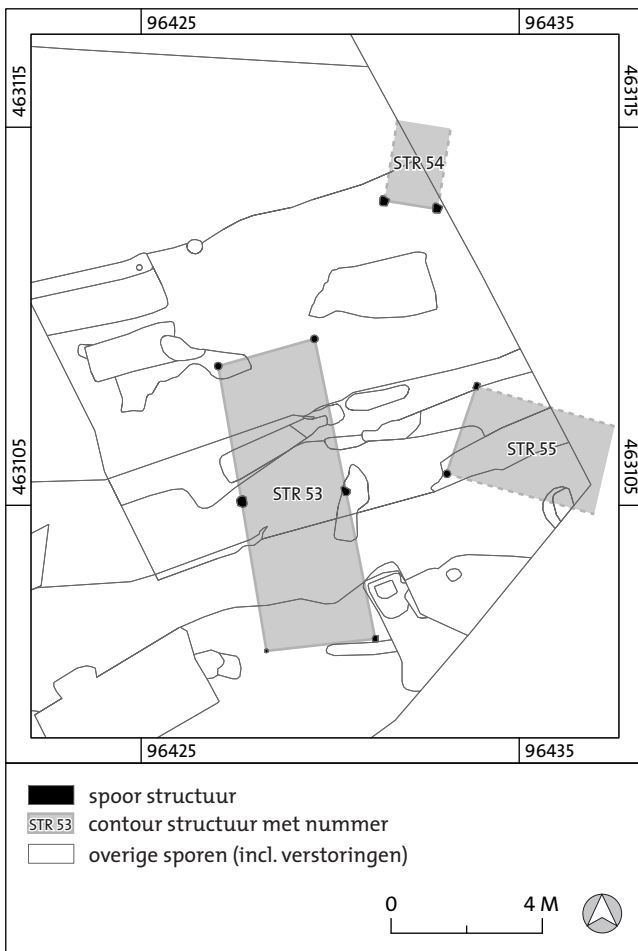 96425 96435
463115 463115
STR 54
STR 55
463105 463105
STR 53
96425 96435
spoor structuur
STR 53 contour structuur met nummer
overige sporen (incl. verstoringen)
0 4 M